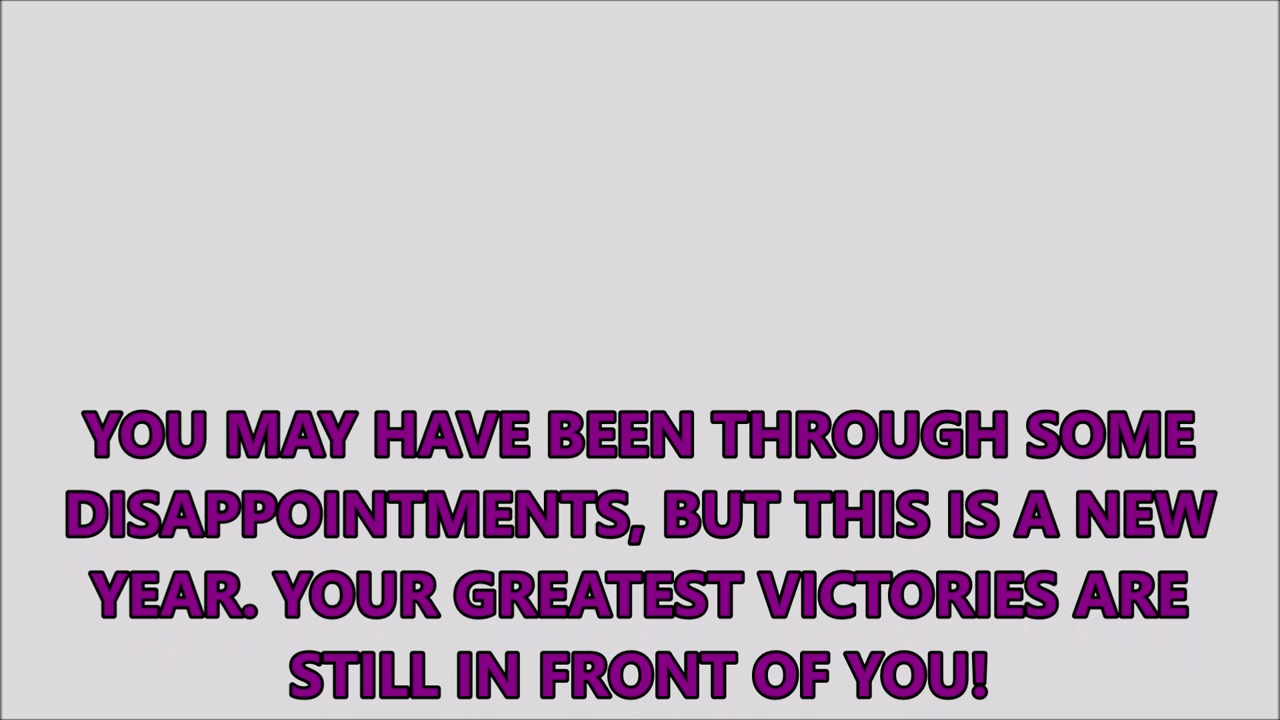 YOU MAY HAVE BEEN THROUGH SOME
DISAPPOINTMENTS, BUT THIS IS A NEW
YEAR. YOUR GREATEST VICTORIES ARE
STILL IN FRONT OF YOU!